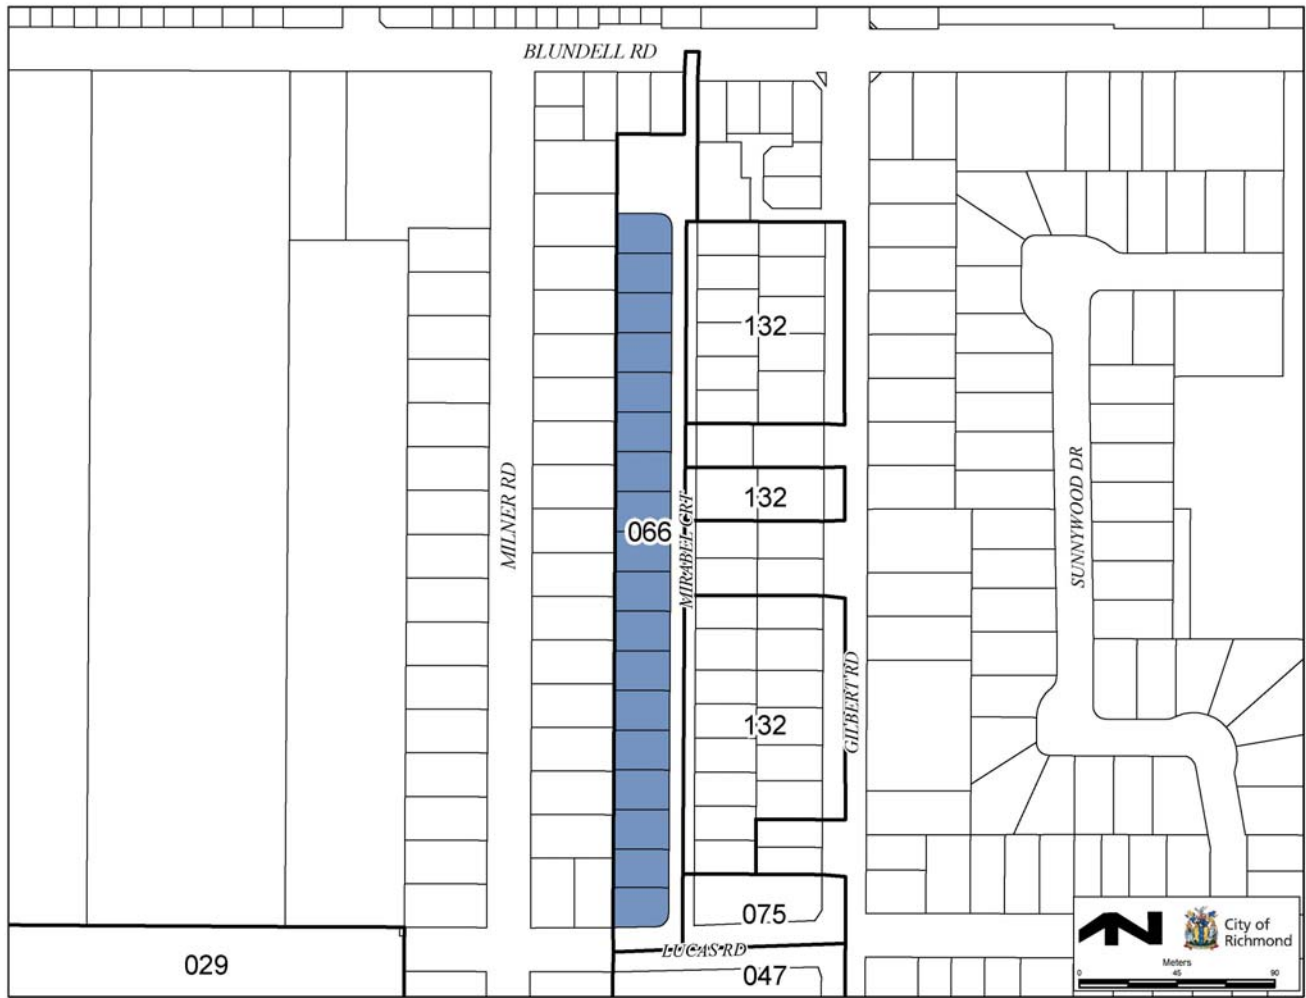 BLUNDELL RD
132
MILNER RD
SUNNYWOOD DR
132
066
MIRABEL CRT
GILBERT RD
132
075
City of
Richmond
LUCAS RD
029
047
Meters
0 45 90